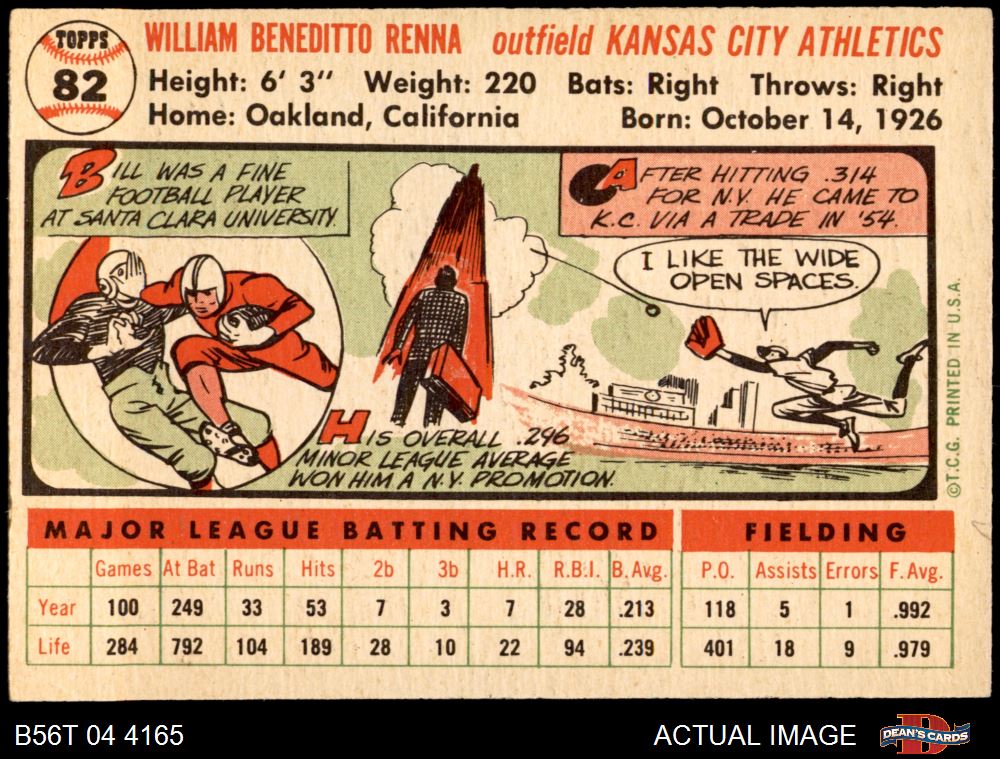 TOPPS
82
WILLIAM BENEDITTO RENNA outfield KANSAS CITY ATHLETICS
Height: 6' 3" Weight: 220 Bats: Right Throws: Right
Home: Oakland, California Born: October 14, 1926
BILL WAS A FINE
FOOTBALL PLAYER
AT SANTA CLARA UNIVERSITY.
AFTER HITTING .314
FOR N.Y. HE CAME TO
K.C. VIA A TRADE IN '54.
I LIKE THE WIDE
OPEN SPACES.
HIS OVERALL .296
MINOR LEAGUE AVERAGE
WON HIM A N.Y. PROMOTION.
©T.C.G. PRINTED IN U.S.A.
MAJOR LEAGUE BATTING RECORD FIELDING
Games At Bat Runs Hits 2b 3b H.R. R.B.I. B. Avg. P.O. Assists Errors F. Avg.
Year 100 249 33 53 7 3 7 28 .213 118 5 1 .992
Life 284 792 104 189 28 10 22 94 .239 401 18 9 .979
B56T 04 4165 ACTUAL IMAGE D DEAN'S CARDS